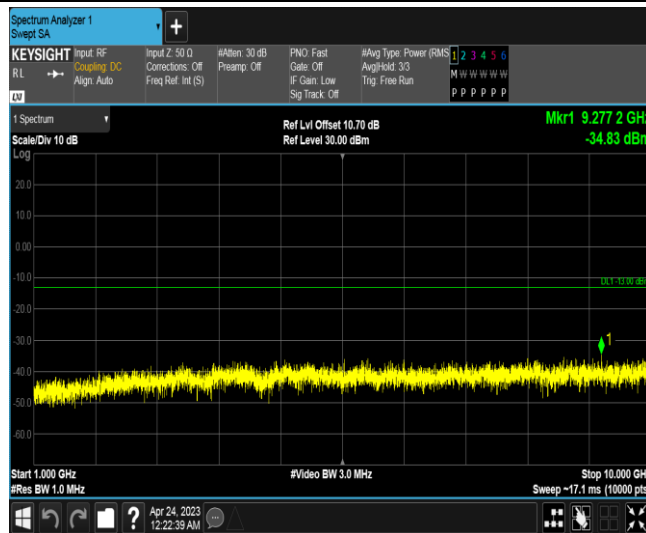 Spectrum Analyzer 1
Swept SA
+
KEYSIGHT Input: RF Input Z: 50 Ω #Atten: 30 dB PNO: Fast #Avg Type: Power (RMS 1 2 3 4 5 6
RL Coupling: DC Corrections: Off Preamp: Off Gate: Off Avg|Hold: 3/3 M W W W W W
Align: Auto Freq Ref: Int (S) IF Gain: Low Trig: Free Run
Sig Track: Off P P P P P P
LXI
1 Spectrum Ref Lvl Offset 10.70 dB Mkr1 9.277 2 GHz
Scale/Div 10 dB Ref Level 30.00 dBm -34.83 dBm
Log
20.0
10.0
0.00
-10.0
DL1 -13.00 dBm
-20.0
-30.0
1
-40.0
-50.0
-60.0
Start 1.000 GHz #Video BW 3.0 MHz Stop 10.000 GHz
#Res BW 1.0 MHz Sweep ~17.1 ms (10000 pts)
? Apr 24, 2023
12:22:39 AM